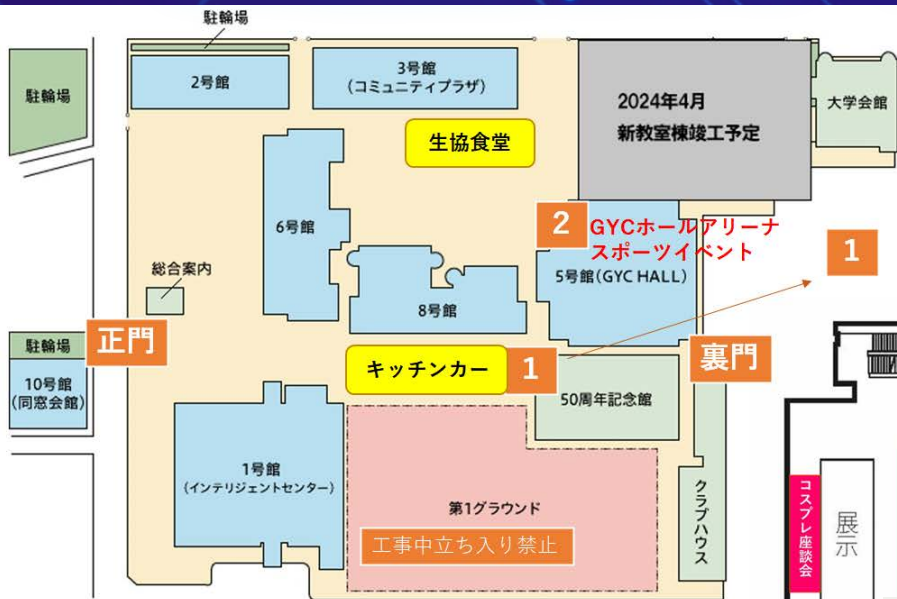 駐輪場
2号館
3号館
(コミュニティプラザ)
駐輪場
2024年4月
新教室棟竣工予定
大学会館
生協食堂
6号館
2
GYCホールアリーナ
スポーツイベント
1
総合案内
5号館(GYC HALL)
8号館
正門
駐輪場
10号館
(同窓会館)
キッチンカー
1
裏門
50周年記念館
1号館
(インテリジェントセンター)
第1グラウンド
工事中立ち入り禁止
クラブハウス
コスプレ座談会
展示